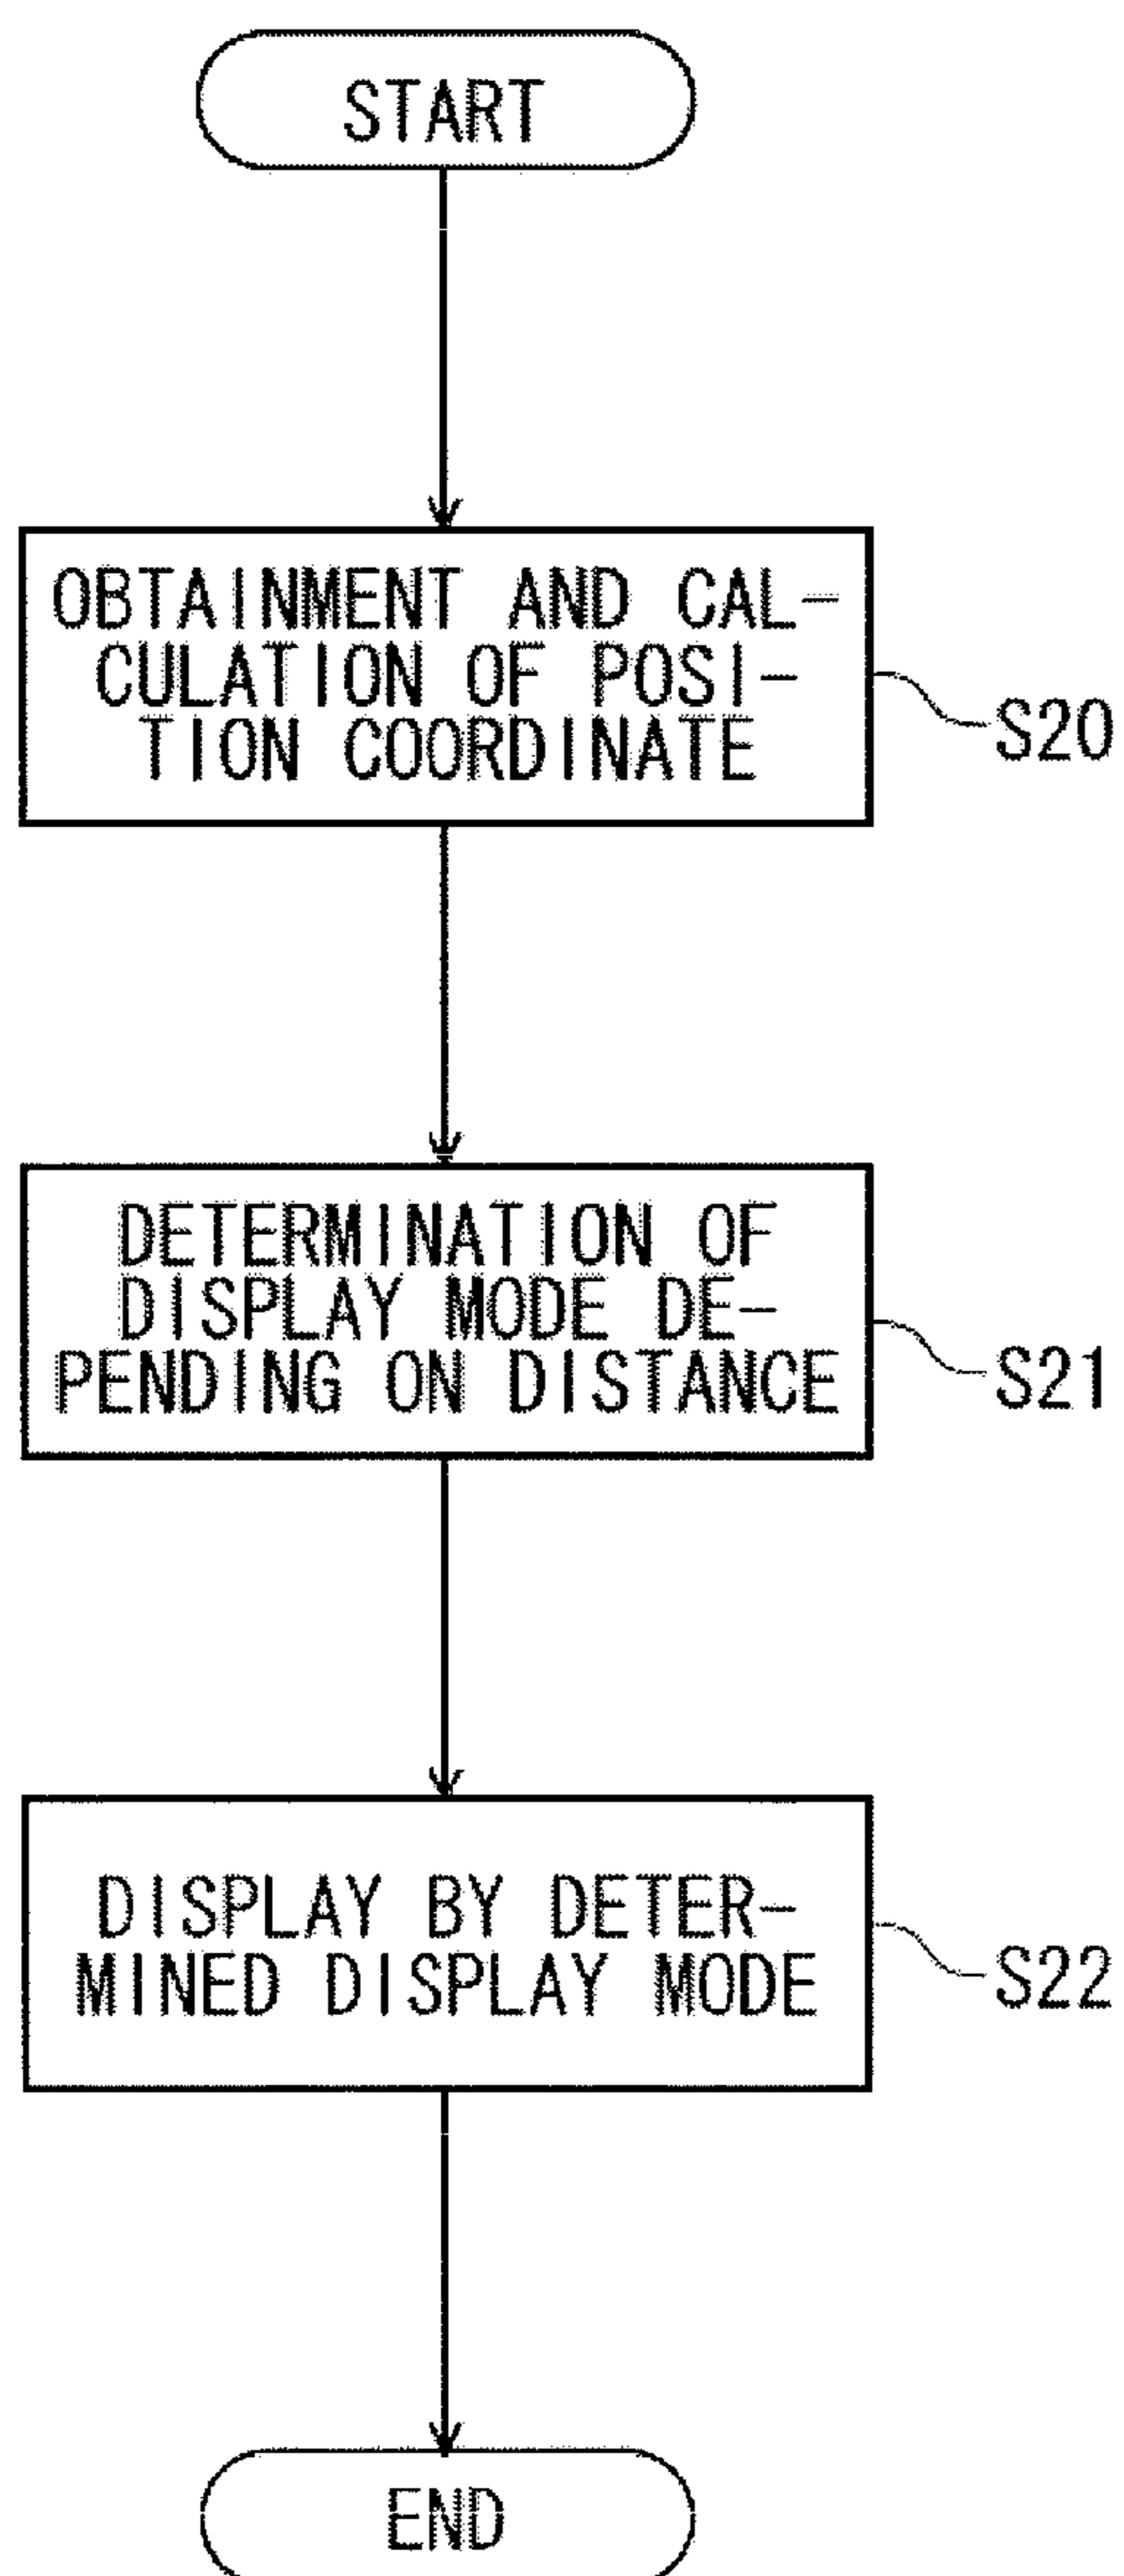 START
OBTAINMENT AND CAL-
CULATION OF POSI-
TION COORDINATE
S20
DETERMINATION OF
DISPLAY MODE DE-
PENDING ON DISTANCE
S21
DISPLAY BY DETER-
MINED DISPLAY MODE
S22
END